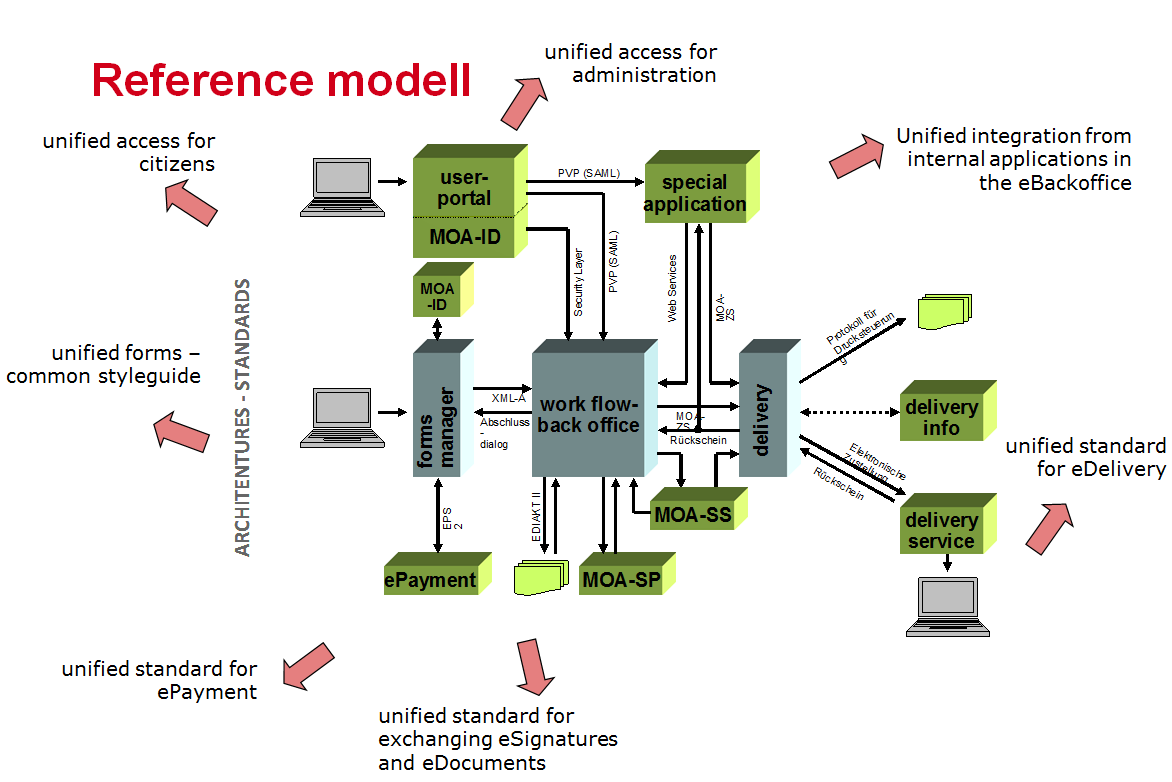 unified access for
administration
Reference modell
unified access for
citizens
Unified integration from
internal applications in
the eBackoffice
user-
portal
MOA-ID
PVP (SAML)
special
application
Security Layer
PVP (SAML)
Web Services
MOA-
ZS
MOA
-ID
ARCHITENTURES - STANDARDS
unified forms –
common styleguide
forms
manager
XML-A
Abschluss
-
dialog
work flow-
back office
MOA-
ZS
Rückschein
delivery
Protokoll für
Drucksteuerun
g
delivery
info
Elektronische
Zustellung
Rückschein
unified standard
for eDelivery
delivery
service
MOA-SS
EPS
2
EDIAKT II
ePayment
MOA-SP
unified standard for
ePayment
unified standard for
exchanging eSignatures
and eDocuments